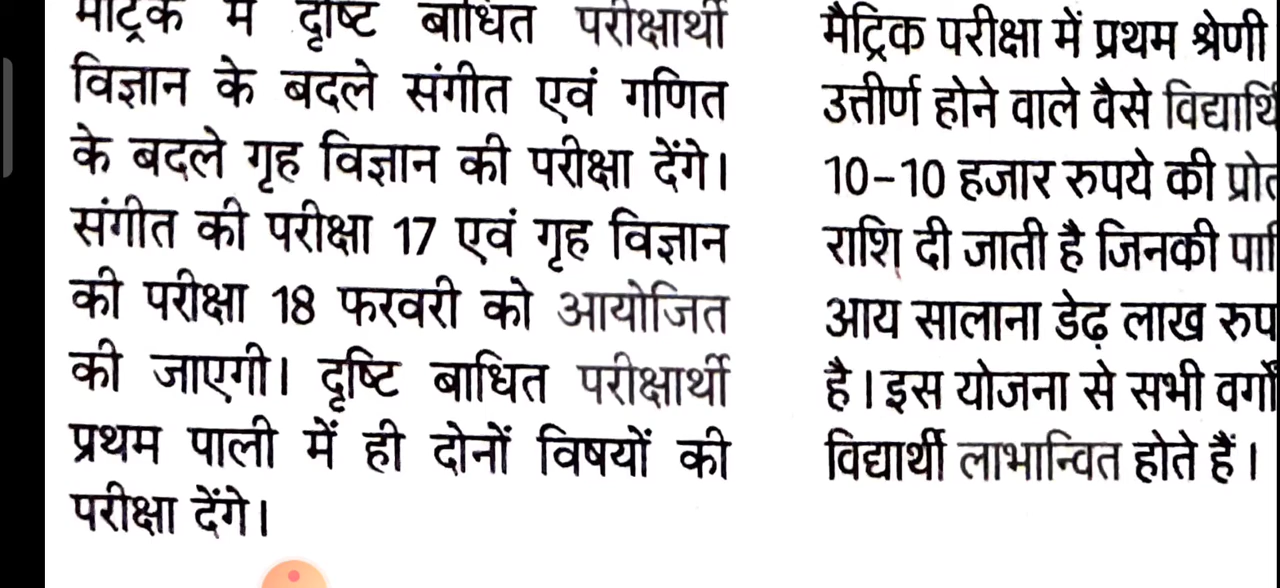 मैट्रिक में दृष्टि बाधित परीक्षार्थी
विज्ञान के बदले संगीत एवं गणित
के बदले गृह विज्ञान की परीक्षा देंगे।
संगीत की परीक्षा 17 एवं गृह विज्ञान
की परीक्षा 18 फरवरी को आयोजित
की जाएगी। दृष्टि बाधित परीक्षार्थी
प्रथम पाली में ही दोनों विषयों की
परीक्षा देंगे।
मैट्रिक परीक्षा में प्रथम श्रेणी
उत्तीर्ण होने वाले वैसे
10-10 हजार रुपये की
राशि दी जाती है जिनकी
आय सालाना डेढ़ लाख
है। इस योजना से सभी
विद्यार्थी लाभान्वित होते हैं।